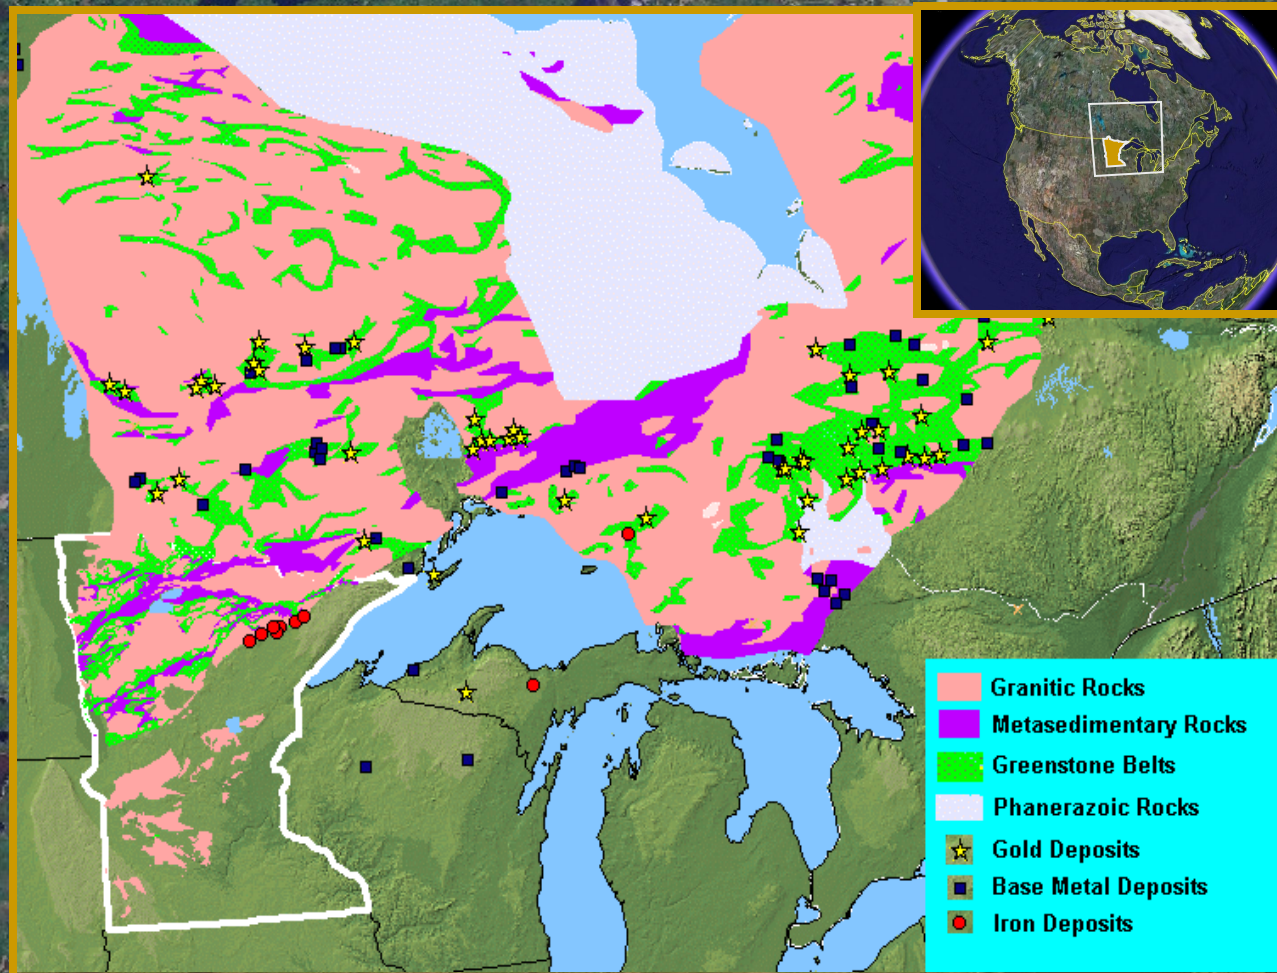 Granitic Rocks
Metasedimentary Rocks
Greenstone Belts
Phanerazoic Rocks
Gold Deposits
Base Metal Deposits
Iron Deposits